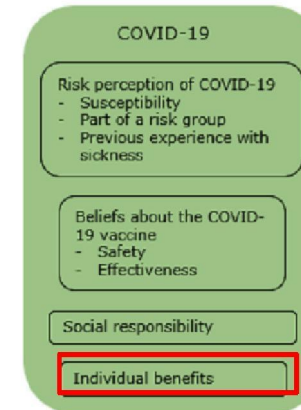 COVID-19
Risk perception of COVID-19
- Susceptibility
- Part of a risk group
- Previous experience with
sickness
Beliefs about the COVID-
19 vaccine
- Safety
- Effectiveness
Social responsibility
Individual benefits